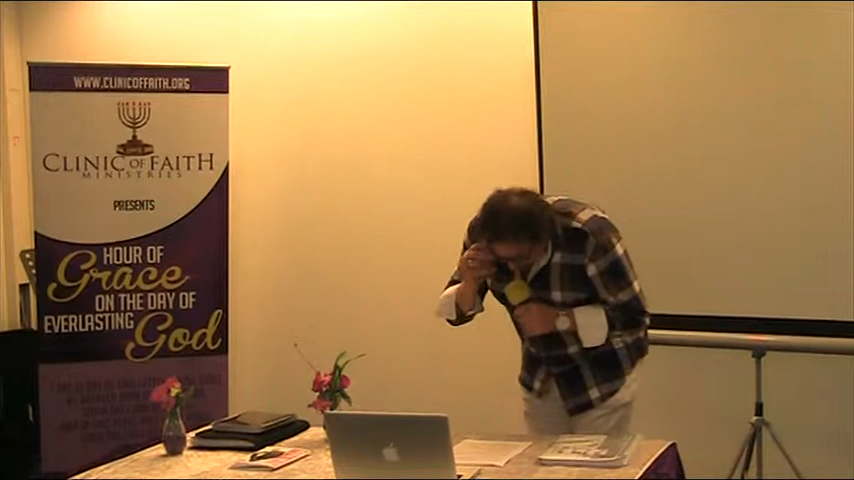 WWW.CLINICOFFAITH.ORG
CLINIC OF FAITH
MINISTRIES
PRESENTS
HOUR OF
Grace
ON THE DAY OF
EVERLASTING
God